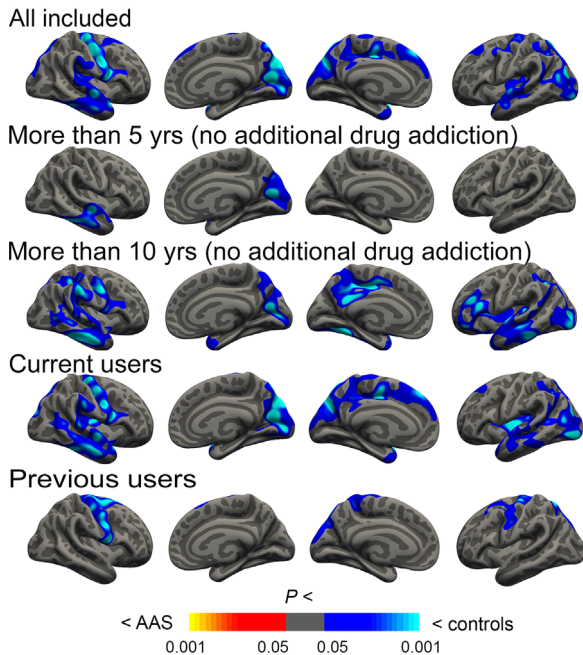 All included
More than 5 yrs (no additional drug addiction)
More than 10 yrs (no additional drug addiction)
Current users
Previous users
P <
< AAS < controls
0.001 0.05 0.05 0.001